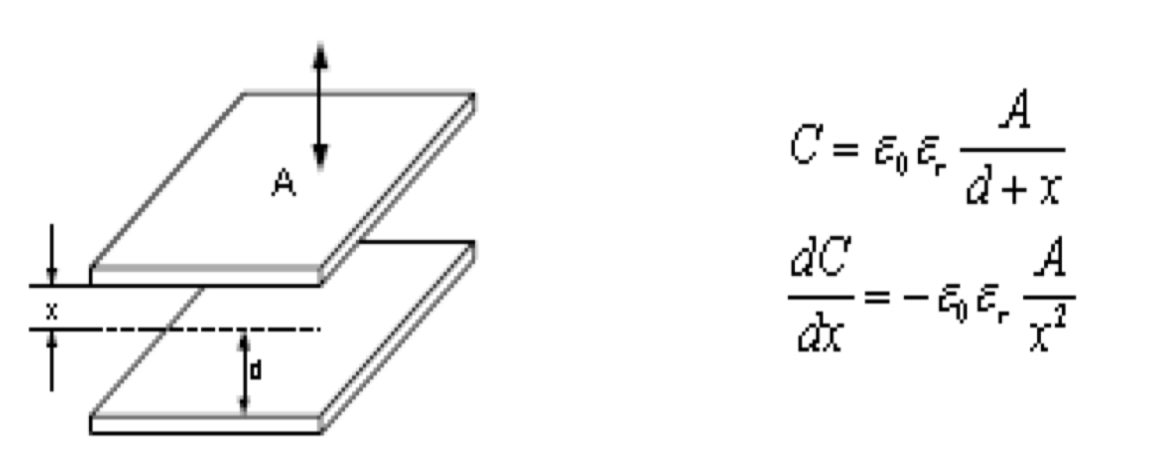 A
x
d
C = ε₀ εᵣ A / (d + x)
dC / dx = − ε₀ εᵣ A / x²